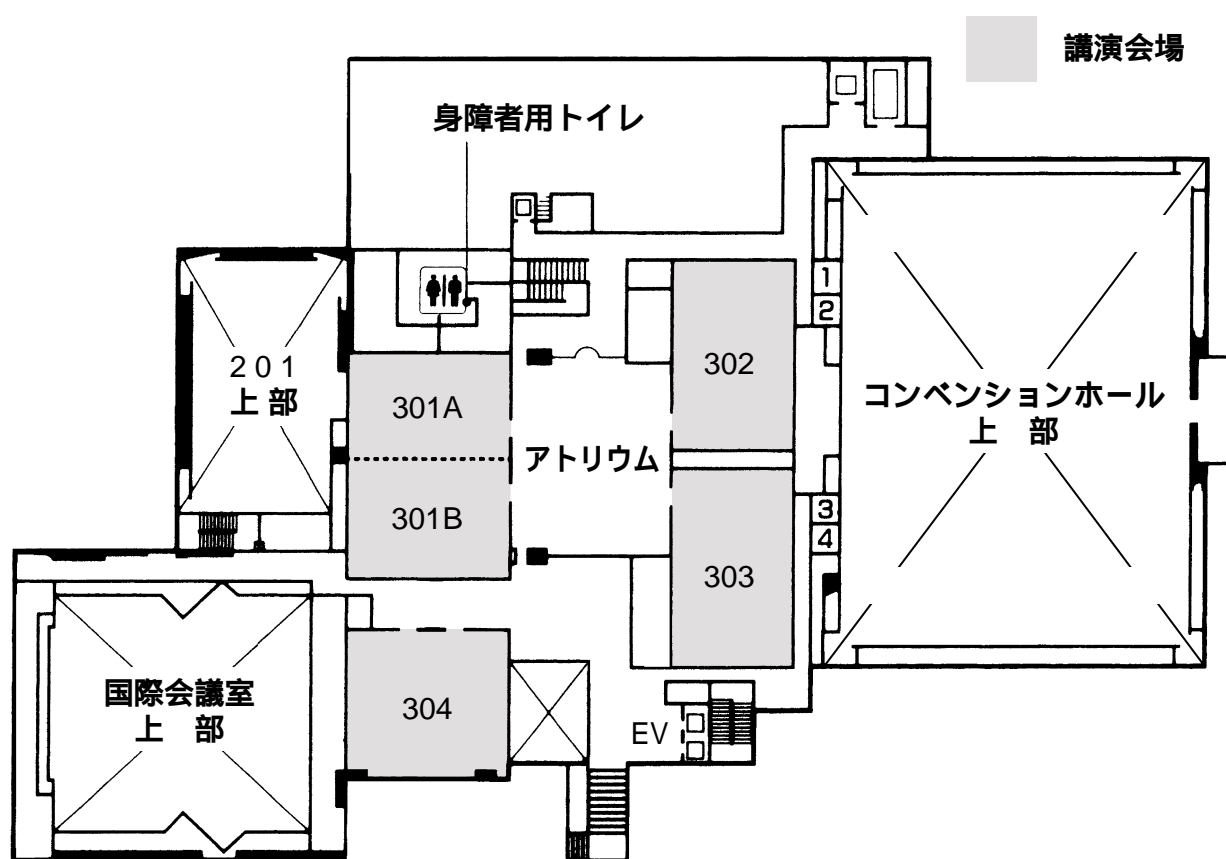 講演会場
身障者用トイレ
1
2
302
201
上部
301A
コンベンションホール
上 部
アトリウム
301B
3
4
303
国際会議室
上 部
304
EV